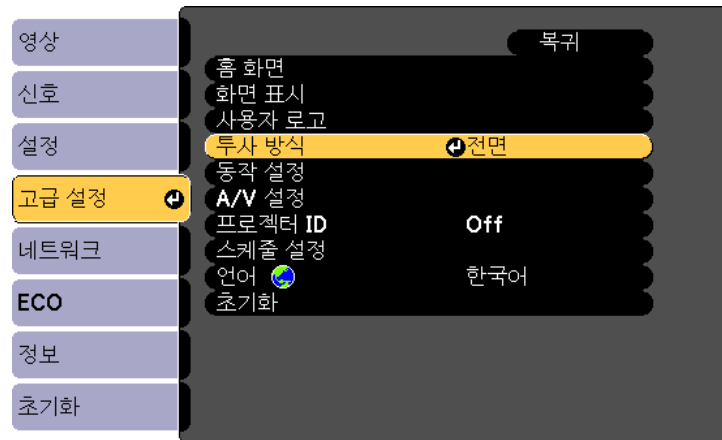 영상
신호
설정
고급 설정
네트워크
ECO
정보
초기화
복귀
홈 화면
화면 표시
사용자 로고
투사 방식 전면
동작 설정
A/V 설정
프로젝터 ID Off
스케줄 설정
언어 한국어
초기화